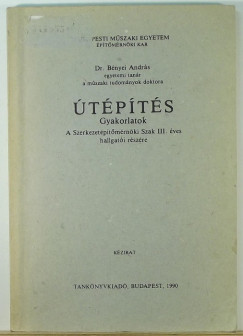 PESTI MŰSZAKI EGYETEM
ÉPÍTŐMÉRNÖKI KAR
Dr. Bényei András
egyetemi tanár
a műszaki tudományok doktora
ÚTÉPÍTÉS
Gyakorlatok
A Szerkezetépítőmérnöki Szak III. éves
hallgatói részére
KÉZIRAT
TANKÖNYVKIADÓ, BUDAPEST, 1990